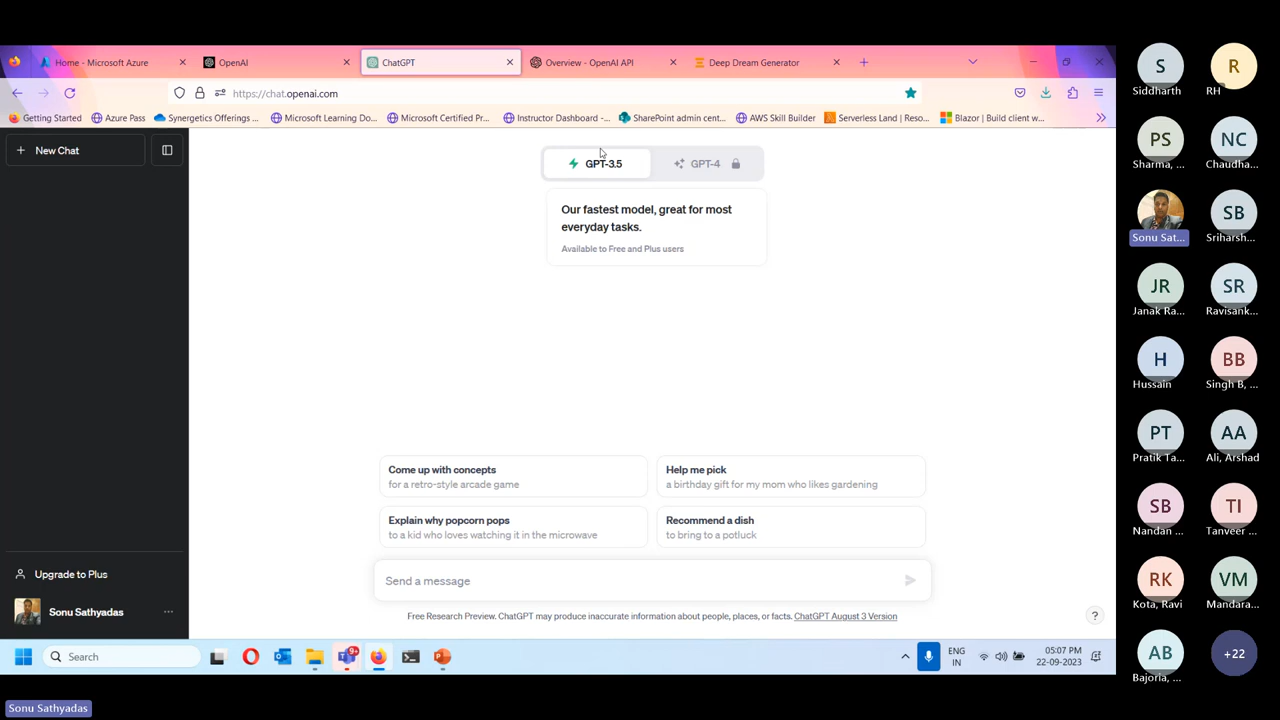 Home - Microsoft Azure
OpenAI
ChatGPT
Overview - OpenAI API
Deep Dream Generator
https://chat.openai.com
Getting Started
Azure Pass
Synergetics Offerings ...
Microsoft Learning Do...
Microsoft Certified Pr...
Instructor Dashboard -...
SharePoint admin cent...
AWS Skill Builder
Serverless Land | Reso...
Blazor | Build client w...
New Chat
GPT-3.5
GPT-4
Our fastest model, great for most
everyday tasks.
Available to Free and Plus users
Come up with concepts
for a retro-style arcade game
Help me pick
a birthday gift for my mom who likes gardening
Explain why popcorn pops
to a kid who loves watching it in the microwave
Recommend a dish
to bring to a potluck
Send a message
Free Research Preview. ChatGPT may produce inaccurate information about people, places, or facts. ChatGPT August 3 Version
?
Upgrade to Plus
Sonu Sathyadas
Search
9+
ENG
IN
05:07 PM
22-09-2023
Sonu Sathyadas
S
Siddharth
R
RH
PS
Sharma, ...
NC
Chaudha...
Sonu Sat...
SB
Sriharsh...
JR
Janak Ra...
SR
Ravisank...
H
Hussain
BB
Singh B, ...
PT
Pratik Ta...
AA
Ali, Arshad
SB
Nandan ...
TI
Tanveer ...
RK
Kota, Ravi
VM
Mandara...
AB
Bajoria, ...
+22